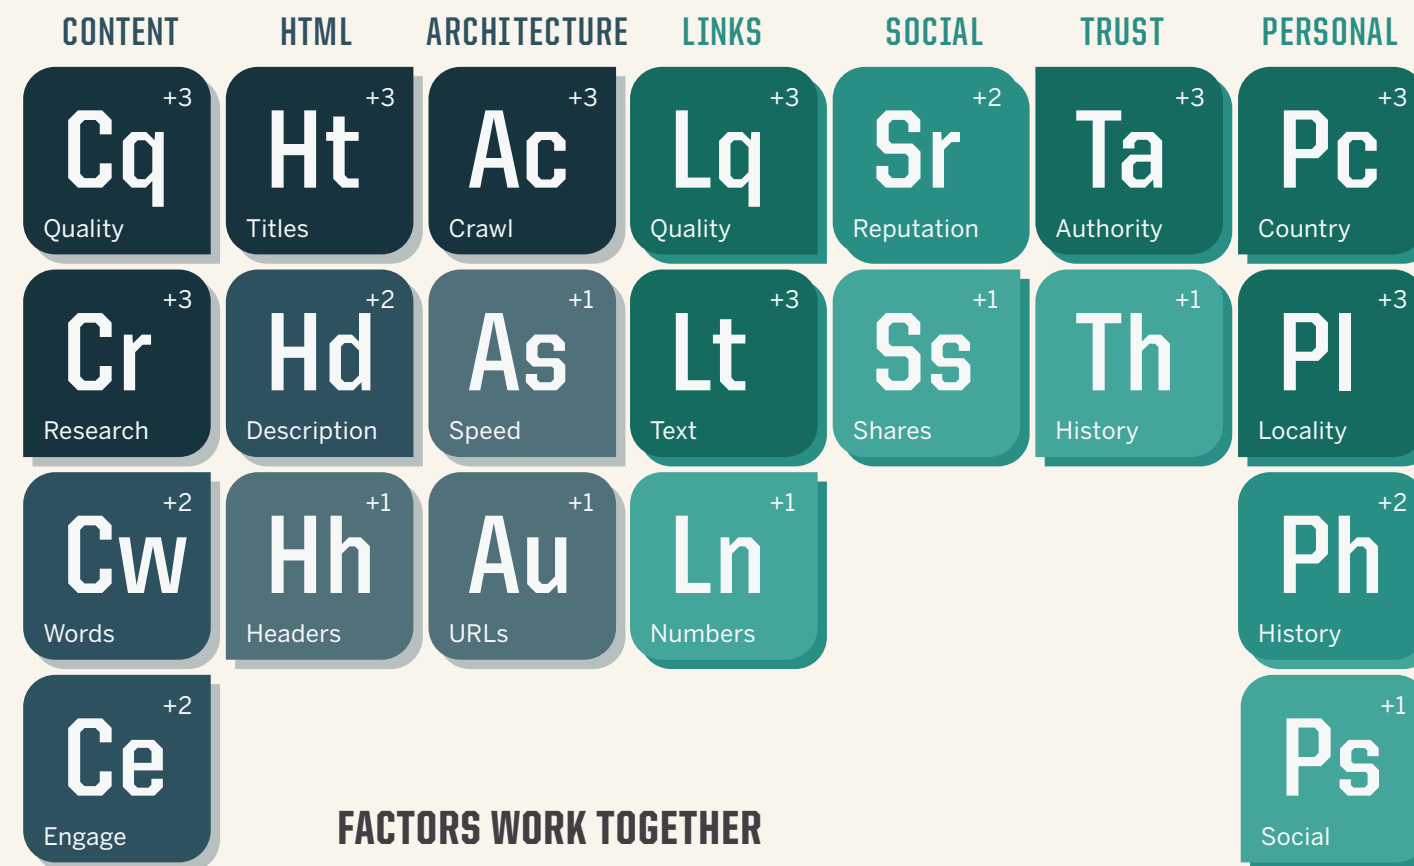 CONTENT HTML ARCHITECTURE LINKS SOCIAL TRUST PERSONAL
+3 +3 +3 +3 +2 +3 +3
Cq Ht Ac Lq Sr Ta Pc
Quality Titles Crawl Quality Reputation Authority Country
+3 +2 +1 +3 +1 +1 +3
Cr Hd As Lt Ss Th Pl
Research Description Speed Text Shares History Locality
+2 +1 +1 +1 +2
Cw Hh Au Ln Ph
Words Headers URLs Numbers History
+2 +1
Ce Ps
Engage Social
FACTORS WORK TOGETHER